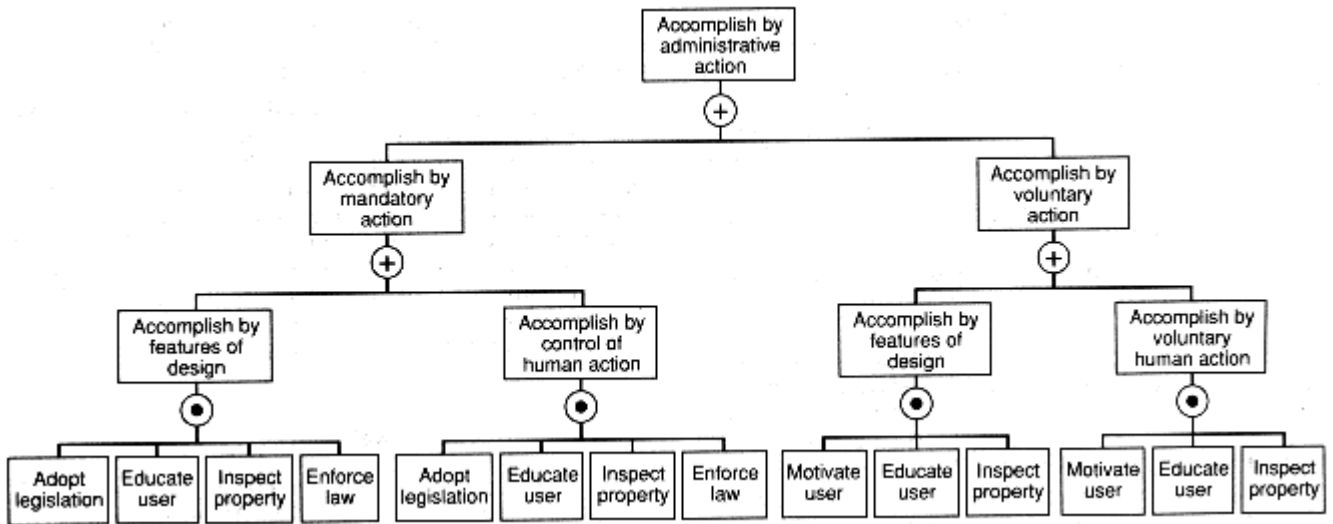 Accomplish by
administrative
action
+
Accomplish by
mandatory
action
Accomplish by
voluntary
action
+
+
Accomplish by
features of
design
Accomplish by
control of
human action
Accomplish by
features of
design
Accomplish by
voluntary
human action
Adopt
legislation
Educate
user
Inspect
property
Enforce
law
Adopt
legislation
Educate
user
Inspect
property
Enforce
law
Motivate
user
Educate
user
Inspect
property
Motivate
user
Educate
user
Inspect
property